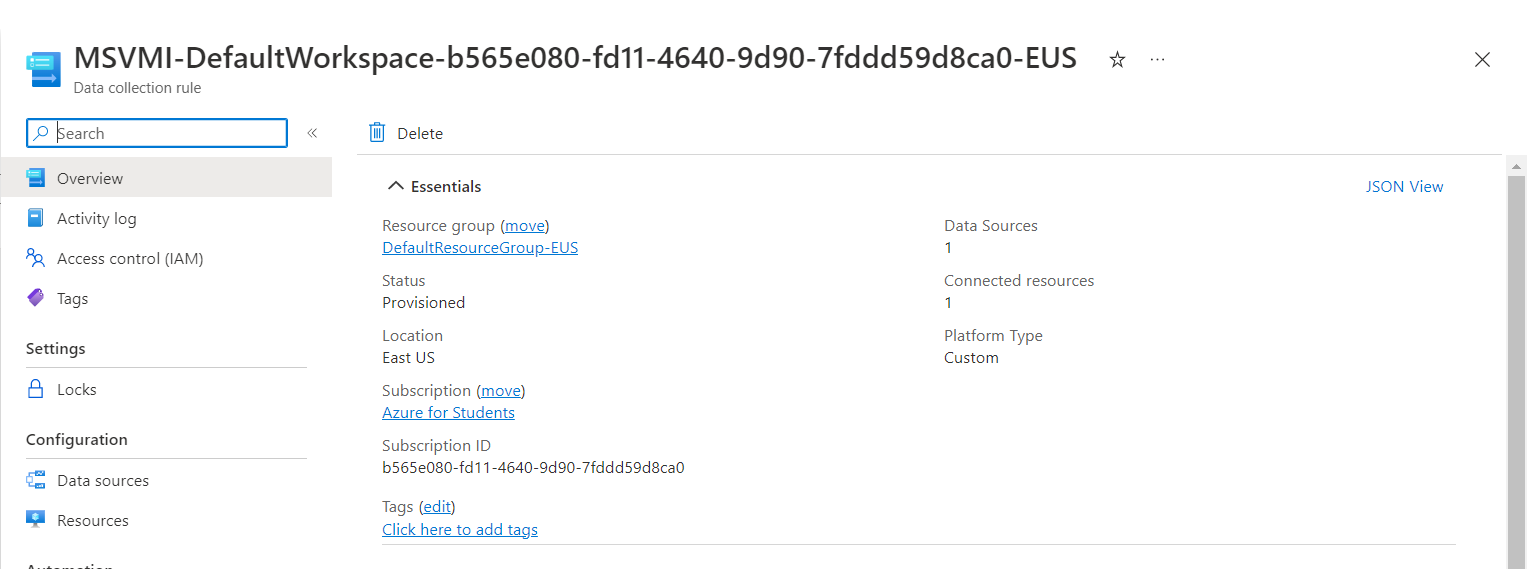 MSVMI-DefaultWorkspace-b565e080-fd11-4640-9d90-7fddd59d8ca0-EUS
Data collection rule
Search
Delete
Overview
Activity log
Access control (IAM)
Tags
Settings
Locks
Configuration
Data sources
Resources
Automation
Essentials
JSON View
Resource group (move)
DefaultResourceGroup-EUS
Status
Provisioned
Location
East US
Subscription (move)
Azure for Students
Subscription ID
b565e080-fd11-4640-9d90-7fddd59d8ca0
Tags (edit)
Click here to add tags
Data Sources
1
Connected resources
1
Platform Type
Custom